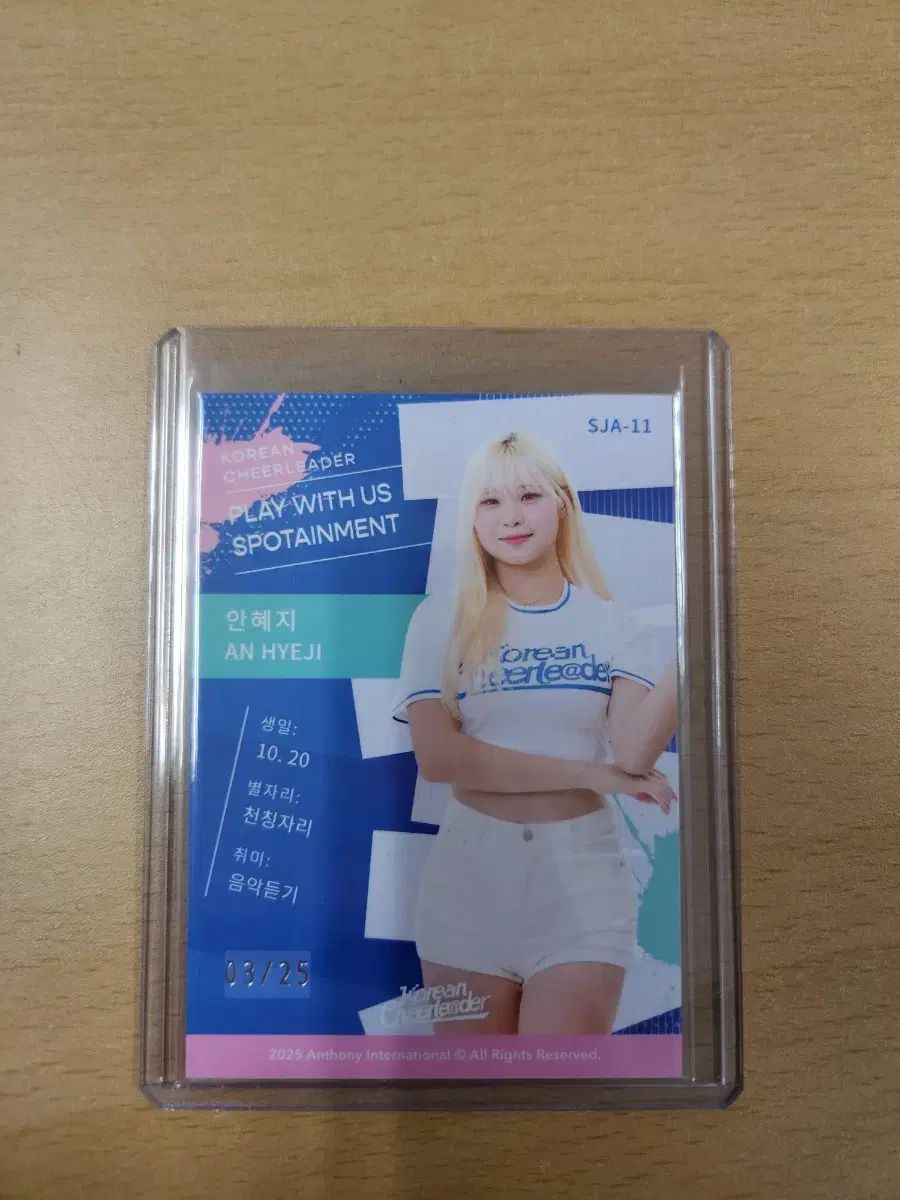 SJA-11
KOREAN
CHEERLEADER
PLAY WITH US
SPOTAINMENT
안혜지
AN HYEJI
Korean
Cheerle@der
생일:
10. 20
별자리:
천칭자리
취미:
음악듣기
03/25
Korean
Cheerle@der
2025 Anthony International © All Rights Reserved.